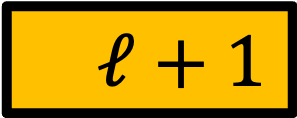 ℓ + 1